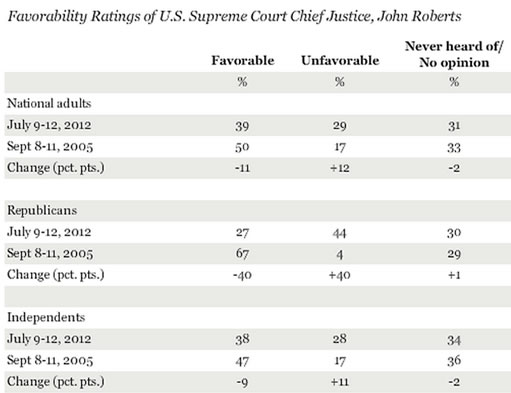 Favorability Ratings of U.S. Supreme Court Chief Justice, John Roberts
Favorable Unfavorable Never heard of/
No opinion
% % %
National adults
July 9-12, 2012 39 29 31
Sept 8-11, 2005 50 17 33
Change (pct. pts.) -11 +12 -2
Republicans
July 9-12, 2012 27 44 30
Sept 8-11, 2005 67 4 29
Change (pct. pts.) -40 +40 +1
Independents
July 9-12, 2012 38 28 34
Sept 8-11, 2005 47 17 36
Change (pct. pts.) -9 +11 -2